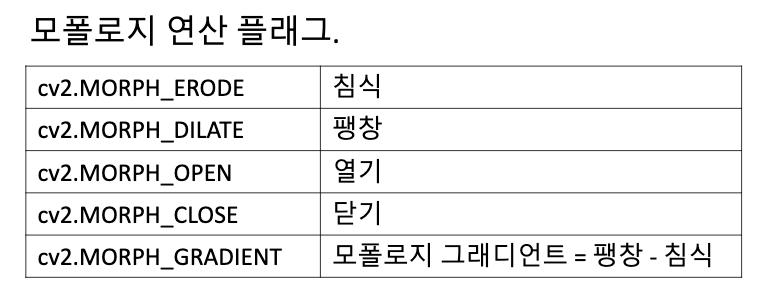 모폴로지 연산 플래그.
cv2.MORPH_ERODE 침식
cv2.MORPH_DILATE 팽창
cv2.MORPH_OPEN 열기
cv2.MORPH_CLOSE 닫기
cv2.MORPH_GRADIENT 모폴로지 그래디언트 = 팽창 - 침식